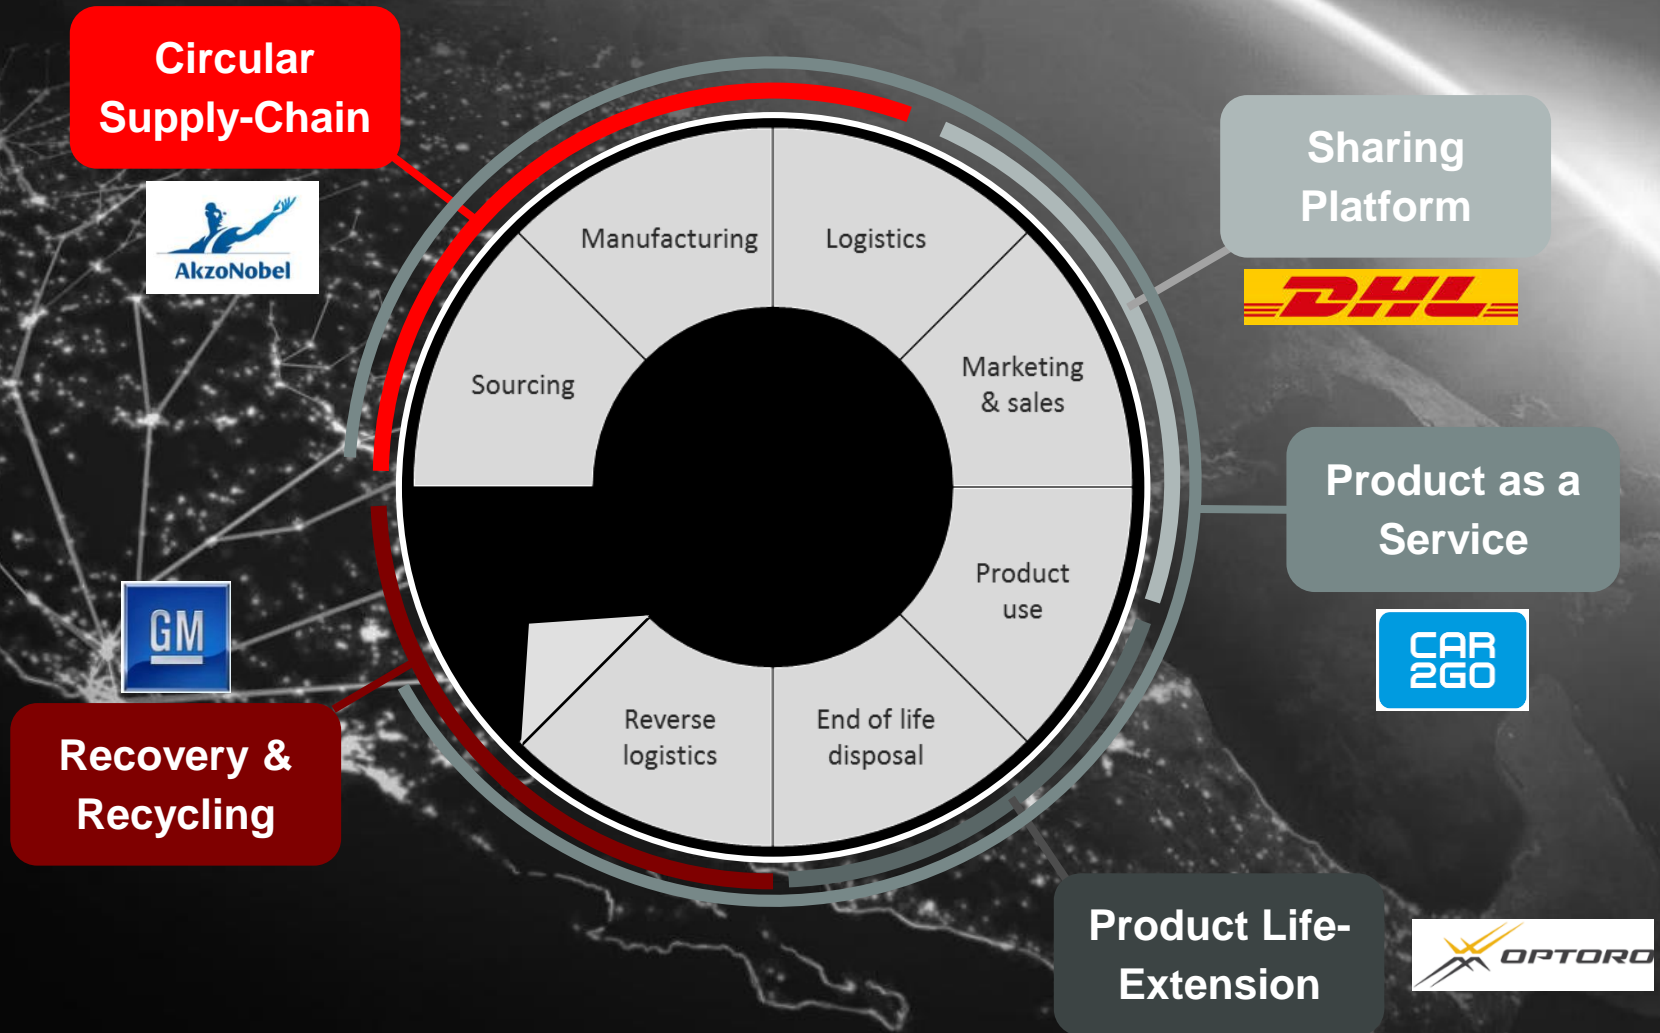 Circular
Supply-Chain
AkzoNobel
Sharing
Platform
DHL
Manufacturing
Logistics
Sourcing
Marketing
& sales
Product as a
Service
Product
use
CAR
2GO
GM
Reverse
logistics
End of life
disposal
Recovery &
Recycling
Product Life-
Extension
OPTORO